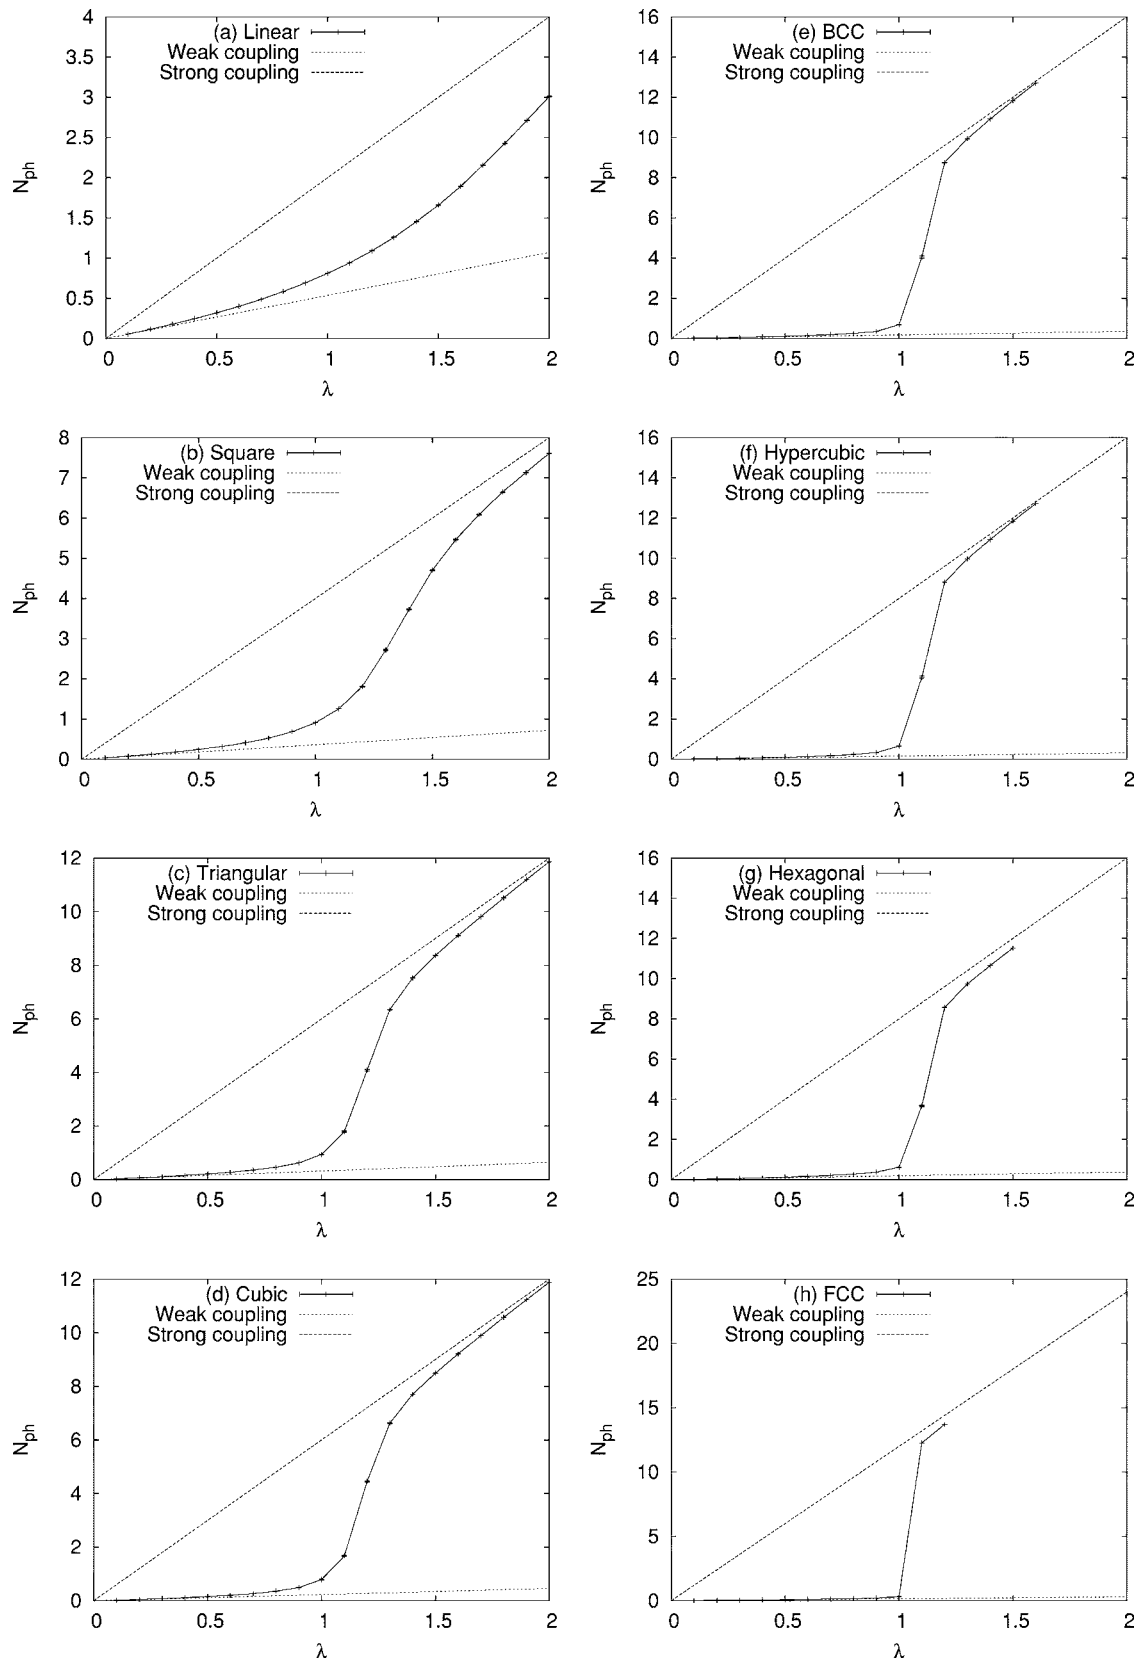 (a) Linear
Weak coupling
Strong coupling
4
3.5
3
2.5
2
1.5
1
0.5
0
N_ph
0 0.5 1 1.5 2
λ
(e) BCC
Weak coupling
Strong coupling
16
14
12
10
8
6
4
2
0
N_ph
0 0.5 1 1.5 2
λ
(b) Square
Weak coupling
Strong coupling
8
7
6
5
4
3
2
1
0
N_ph
0 0.5 1 1.5 2
λ
(f) Hypercubic
Weak coupling
Strong coupling
16
14
12
10
8
6
4
2
0
N_ph
0 0.5 1 1.5 2
λ
(c) Triangular
Weak coupling
Strong coupling
12
10
8
6
4
2
0
N_ph
0 0.5 1 1.5 2
λ
(g) Hexagonal
Weak coupling
Strong coupling
16
14
12
10
8
6
4
2
0
N_ph
0 0.5 1 1.5 2
λ
(d) Cubic
Weak coupling
Strong coupling
12
10
8
6
4
2
0
N_ph
0 0.5 1 1.5 2
λ
(h) FCC
Weak coupling
Strong coupling
25
20
15
10
5
0
N_ph
0 0.5 1 1.5 2
λ